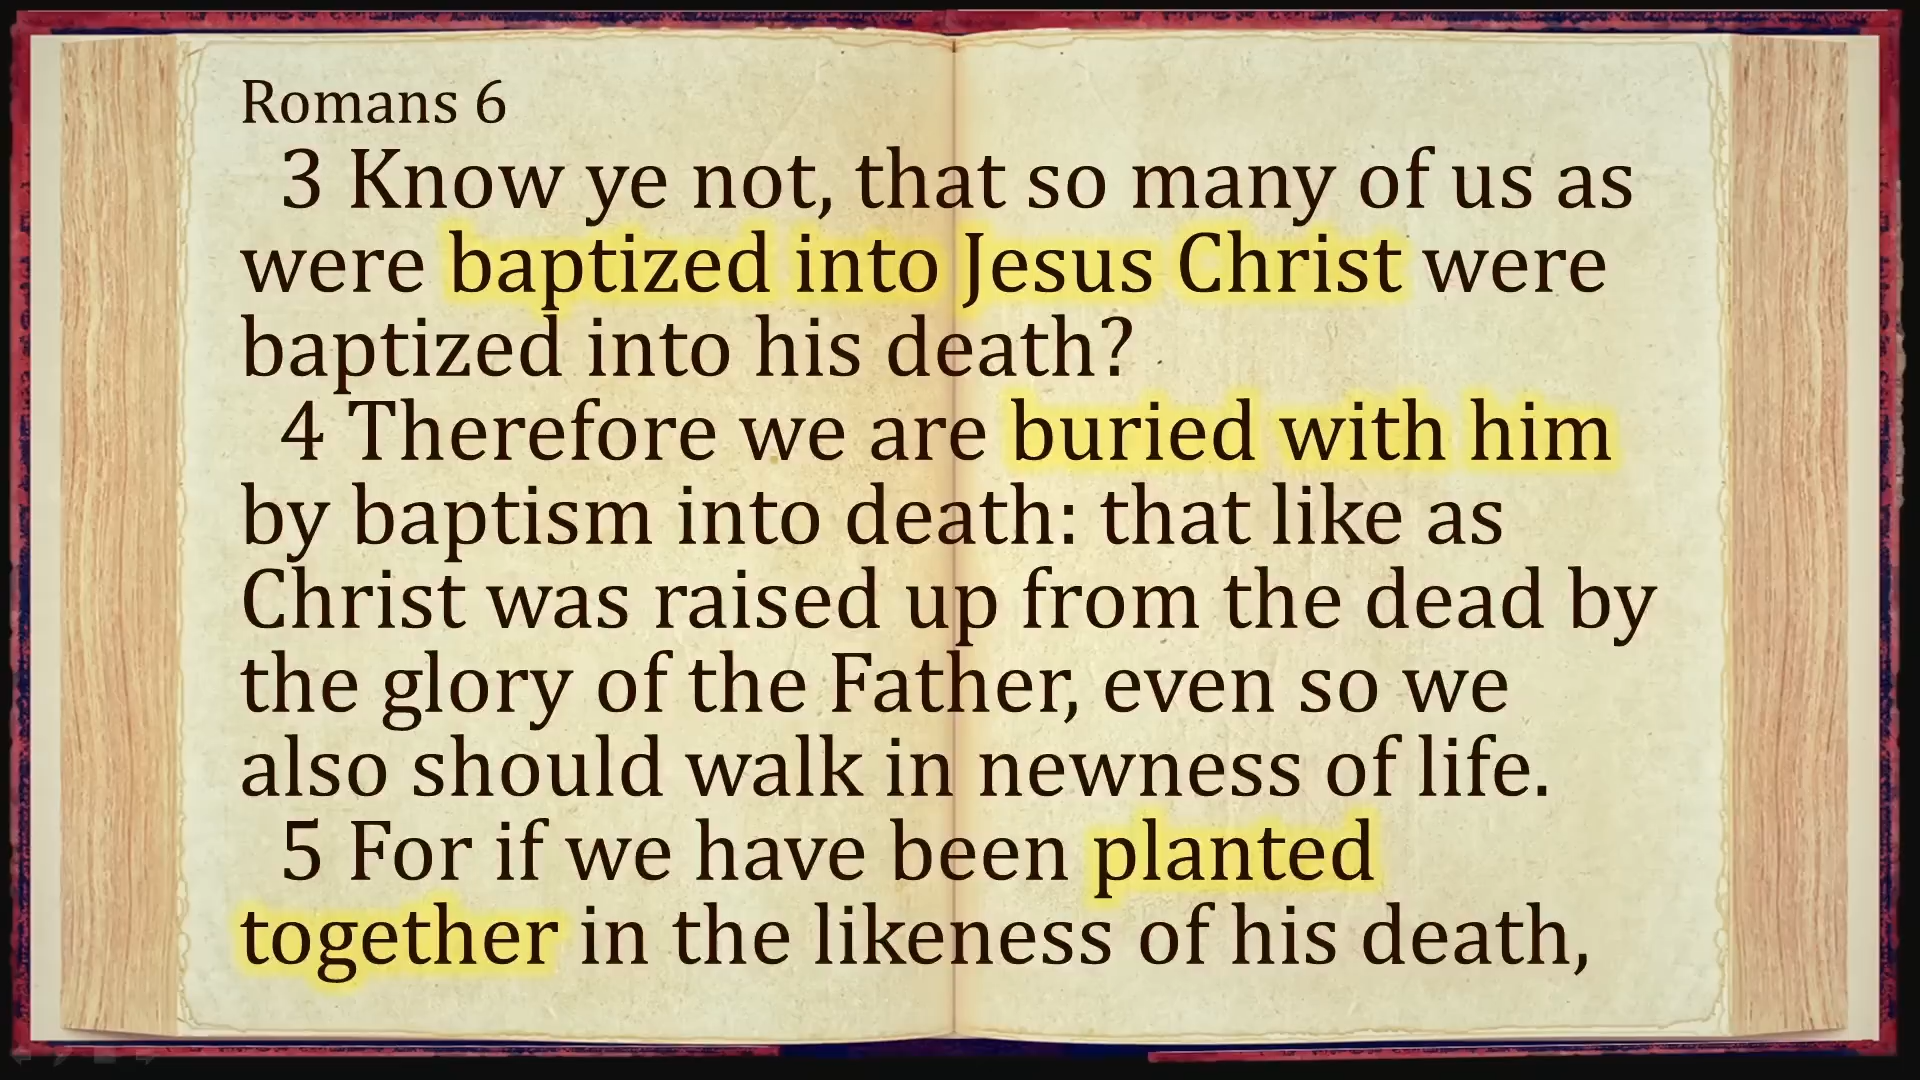 Romans 6
3 Know ye not, that so many of us as
were baptized into Jesus Christ were
baptized into his death?
4 Therefore we are buried with him
by baptism into death: that like as
Christ was raised up from the dead by
the glory of the Father, even so we
also should walk in newness of life.
5 For if we have been planted
together in the likeness of his death,